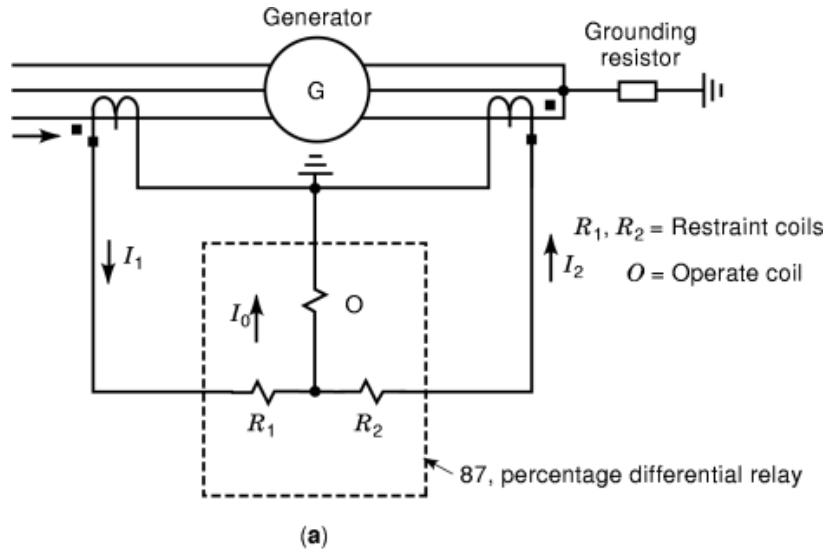 Generator
Grounding
resistor
G
I₁
I₀
O
I₂
R₁, R₂ = Restraint coils
O = Operate coil
R₁
R₂
87, percentage differential relay
(a)